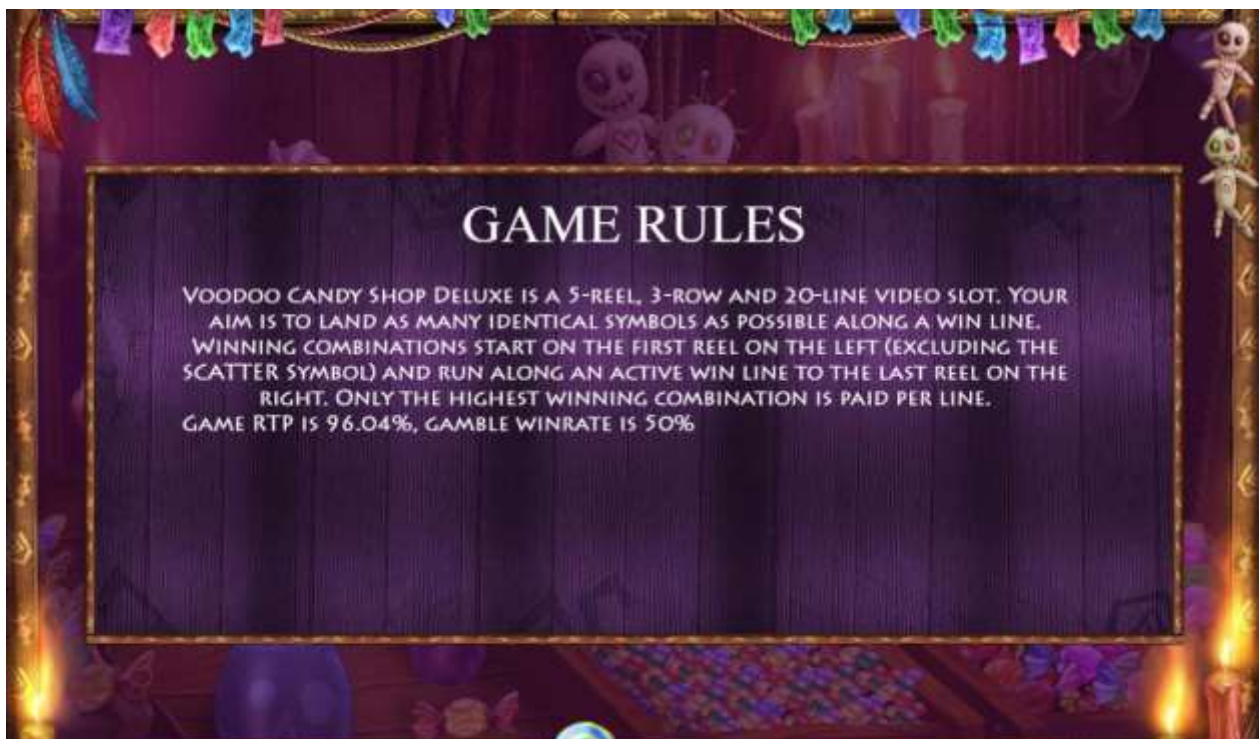 GAME RULES
Voodoo Candy Shop Deluxe is a 5-reel, 3-row and 20-line video slot. Your
aim is to land as many identical symbols as possible along a win line.
Winning combinations start on the first reel on the left (excluding the
SCATTER Symbol) and run along an active win line to the last reel on the
right. Only the highest winning combination is paid per line.
Game RTP is 96.04%, gamble winrate is 50%